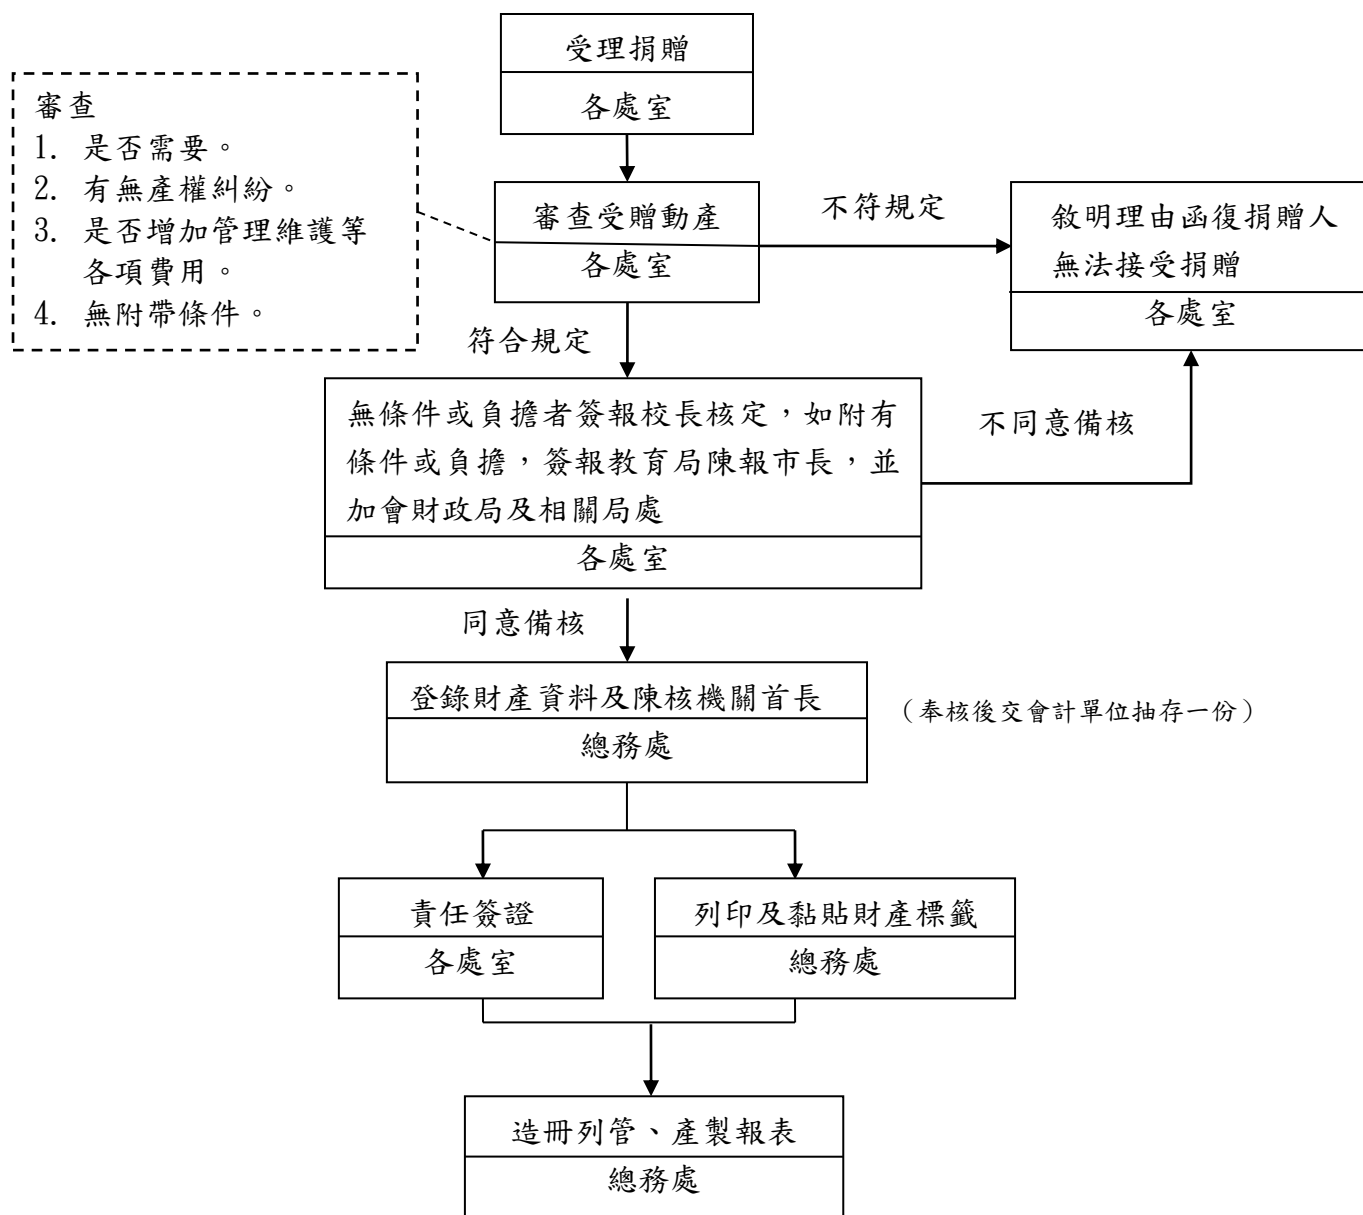 受理捐贈
各處室
審查
1. 是否需要。
2. 有無產權糾紛。
3. 是否增加管理維護等
各項費用。
4. 無附帶條件。
審查受贈動產
各處室
不符規定
敘明理由函復捐贈人
無法接受捐贈
各處室
符合規定
無條件或負擔者簽報校長核定，如附有
條件或負擔，簽報教育局陳報市長，並
加會財政局及相關局處
各處室
不同意備核
同意備核
登錄財產資料及陳核機關首長
總務處
（奉核後交會計單位抽存一份）
責任簽證
各處室
列印及黏貼財產標籤
總務處
造冊列管、產製報表
總務處